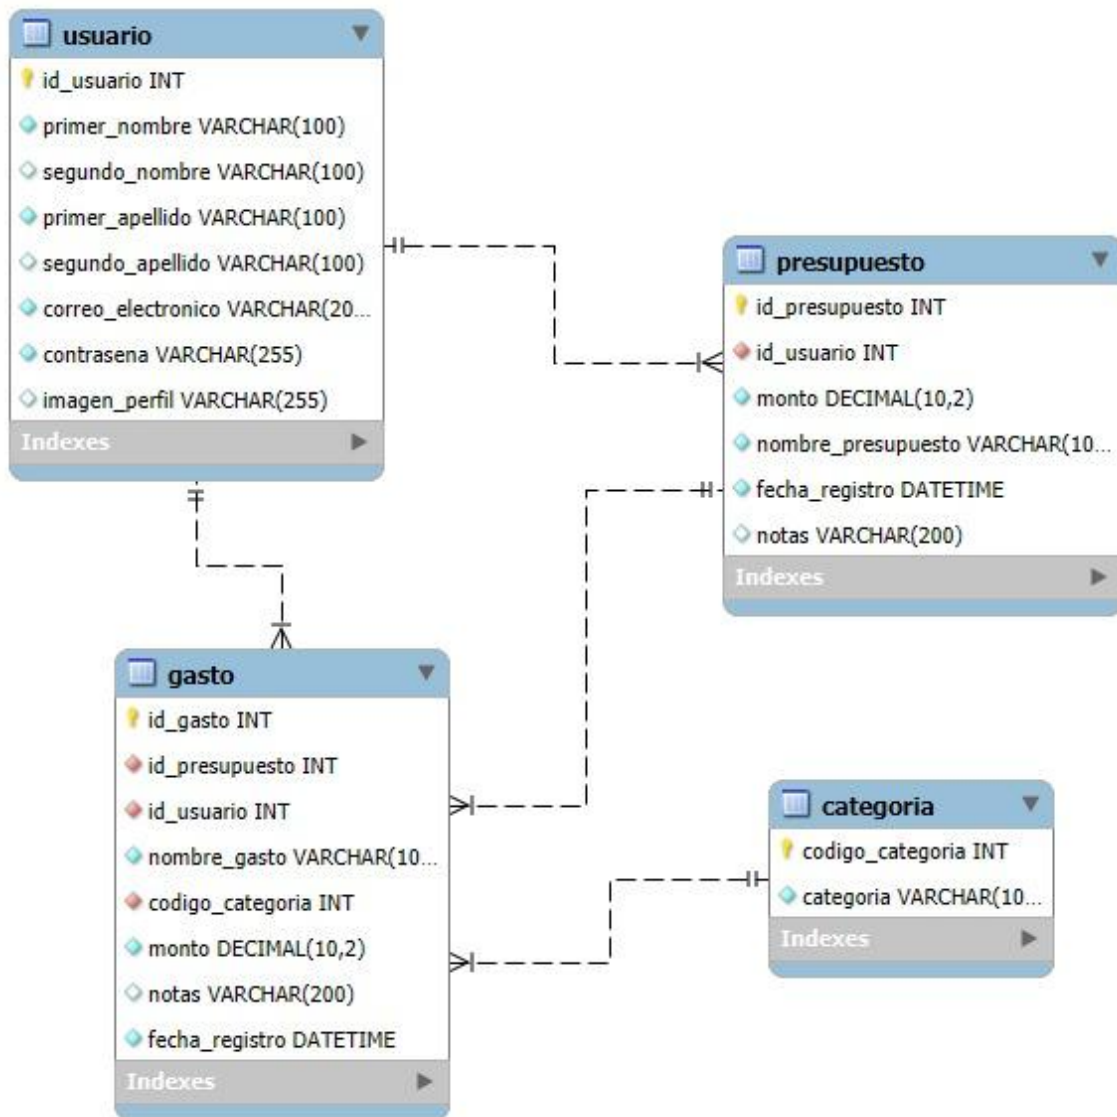 usuario
id_usuario INT
primer_nombre VARCHAR(100)
segundo_nombre VARCHAR(100)
primer_apellido VARCHAR(100)
segundo_apellido VARCHAR(100)
correo_electronico VARCHAR(20...
contrasena VARCHAR(255)
imagen_perfil VARCHAR(255)
Indexes
presupuesto
id_presupuesto INT
id_usuario INT
monto DECIMAL(10,2)
nombre_presupuesto VARCHAR(10...
fecha_registro DATETIME
notas VARCHAR(200)
Indexes
gasto
id_gasto INT
id_presupuesto INT
id_usuario INT
nombre_gasto VARCHAR(10...
codigo_categoria INT
monto DECIMAL(10,2)
notas VARCHAR(200)
fecha_registro DATETIME
Indexes
categoria
codigo_categoria INT
categoria VARCHAR(10...
Indexes